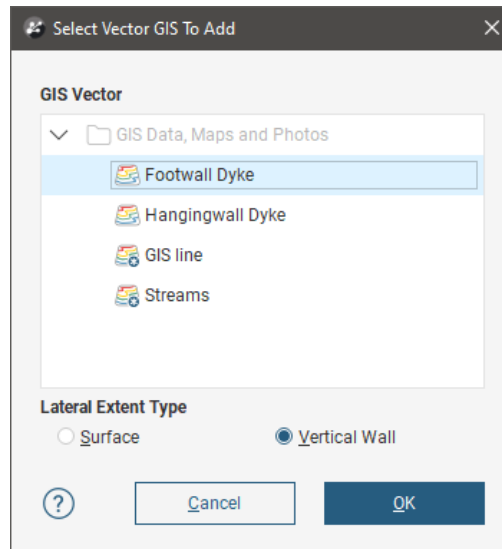 Select Vector GIS To Add
GIS Vector
GIS Data, Maps and Photos
Footwall Dyke
Hangingwall Dyke
GIS line
Streams
Lateral Extent Type
Surface Vertical Wall
? Cancel OK